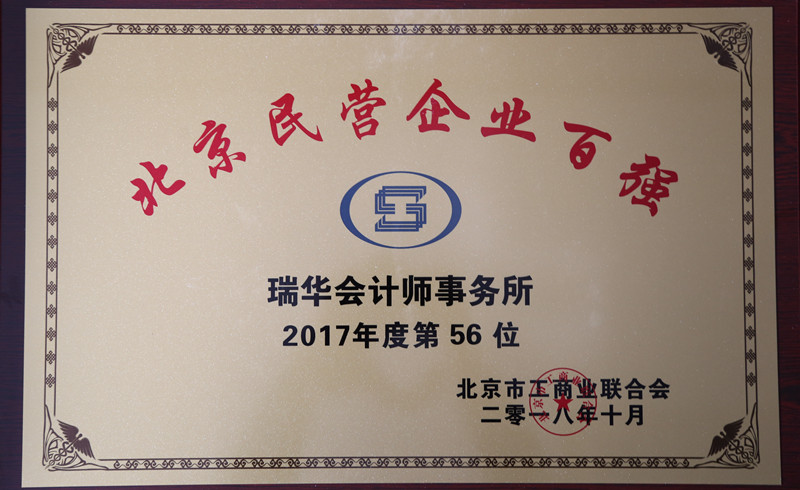 北京民营企业百强
瑞华会计师事务所
2017年度第 56 位
北京市工商业联合会
二零一八年十月